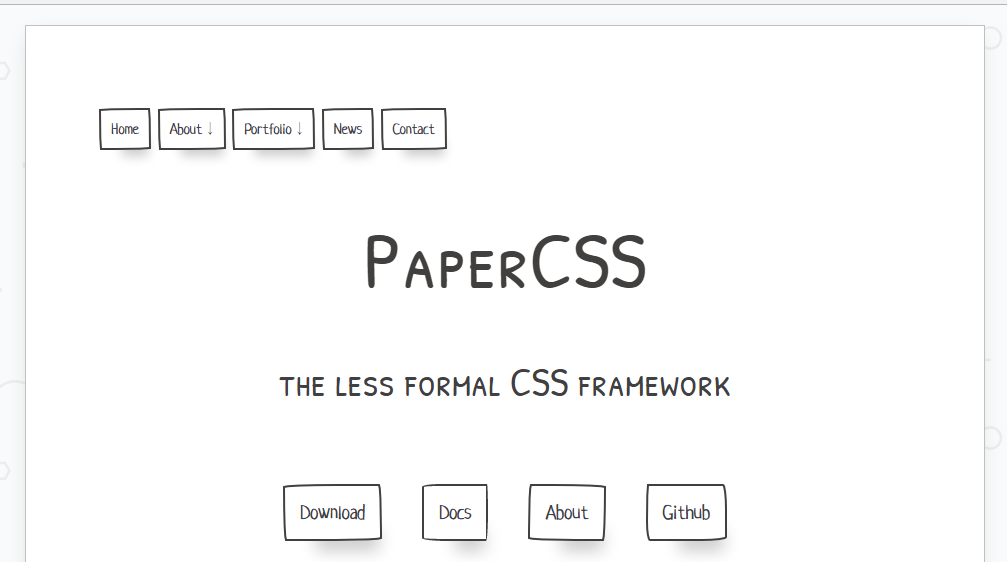 Home About ↓ Portfolio ↓ News Contact
PaperCSS
the less formal CSS framework
Download Docs About Github